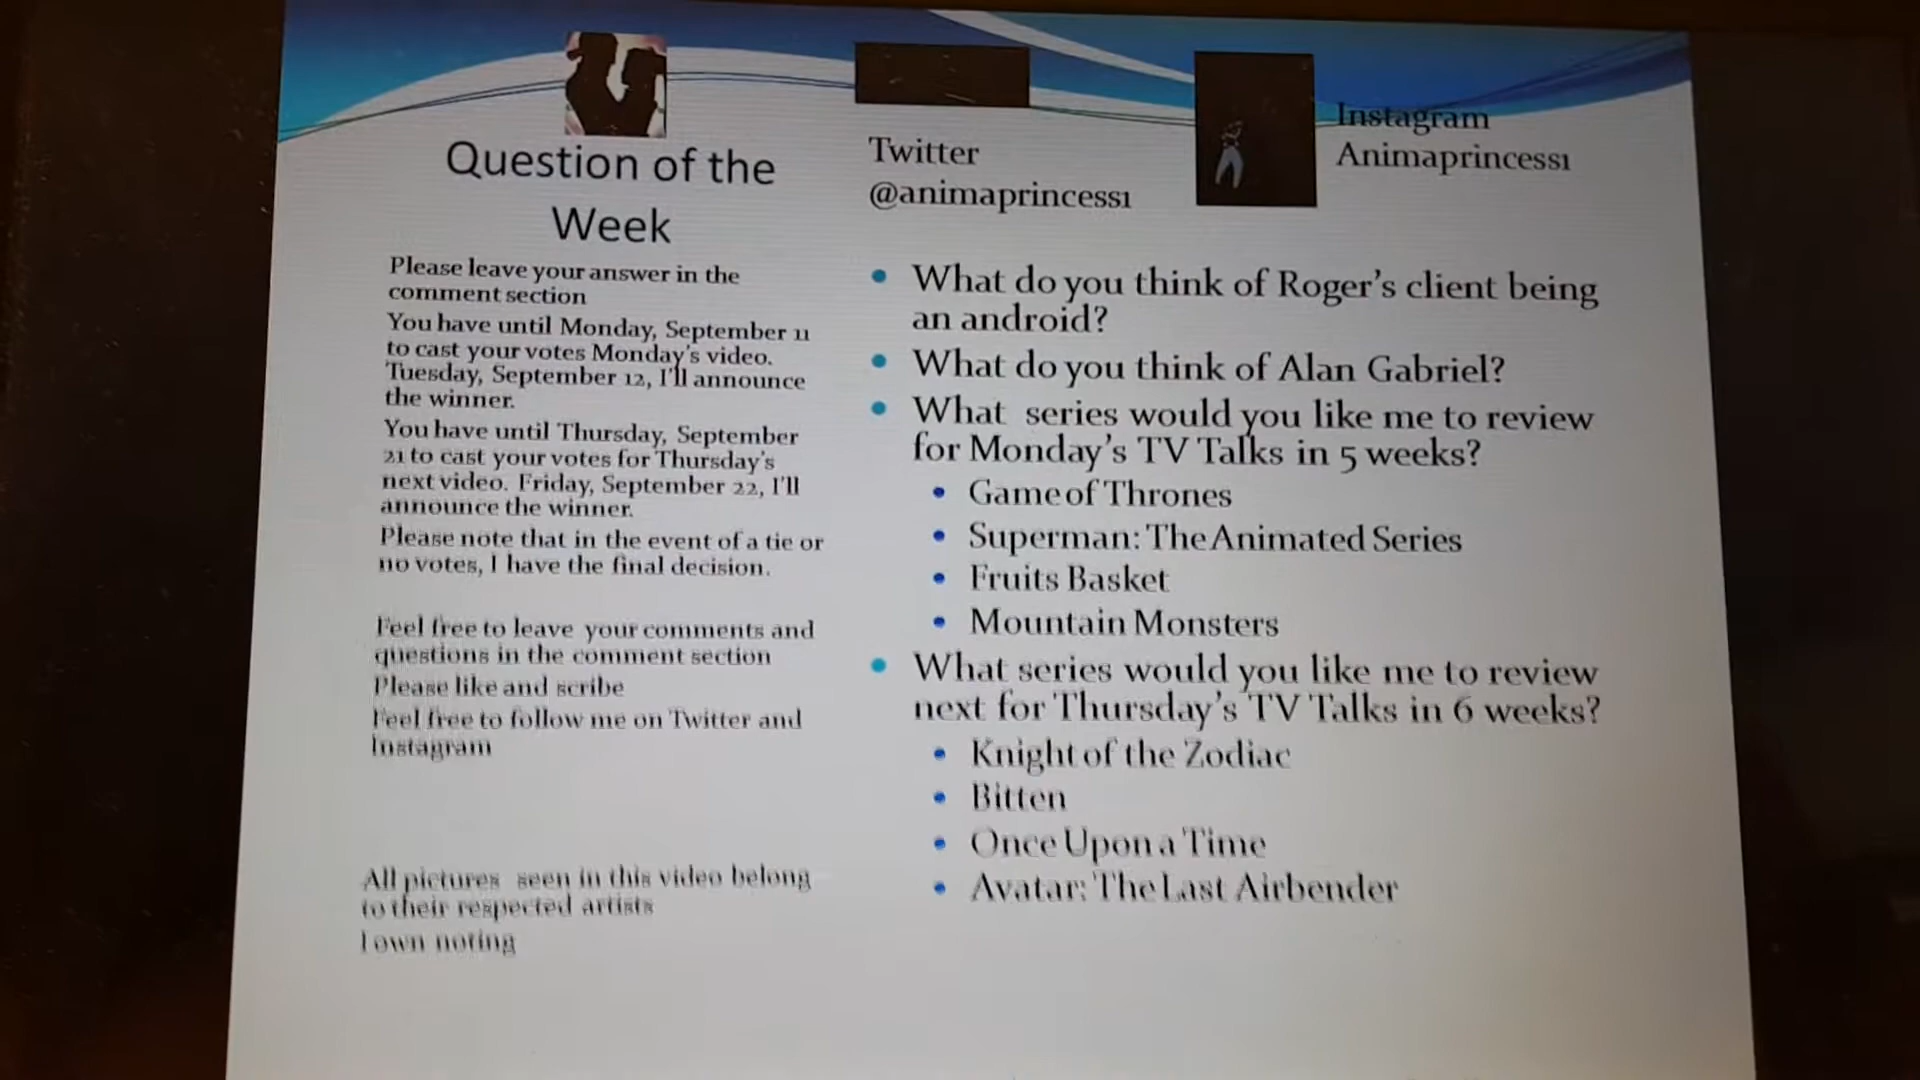 Question of the
Week
Please leave your answer in the
comment section
You have until Monday, September 11
to cast your votes Monday's video.
Tuesday, September 12, I'll announce
the winner.
You have until Thursday, September
21 to cast your votes for Thursday's
next video. Friday, September 22, I'll
announce the winner.
Please note that in the event of a tie or
no votes, I have the final decision.
Feel free to leave your comments and
questions in the comment section
Please like and scribe
Feel free to follow me on Twitter and
Instagram
All pictures seen in this video belong
to their respected artists
I own noting
Twitter
@animaprincess1
Instagram
Animaprincess1
• What do you think of Roger's client being
an android?
• What do you think of Alan Gabriel?
• What series would you like me to review
for Monday's TV Talks in 5 weeks?
• Game of Thrones
• Superman: The Animated Series
• Fruits Basket
• Mountain Monsters
• What series would you like me to review
next for Thursday's TV Talks in 6 weeks?
• Knight of the Zodiac
• Bitten
• Once Upon a Time
• Avatar: The Last Airbender